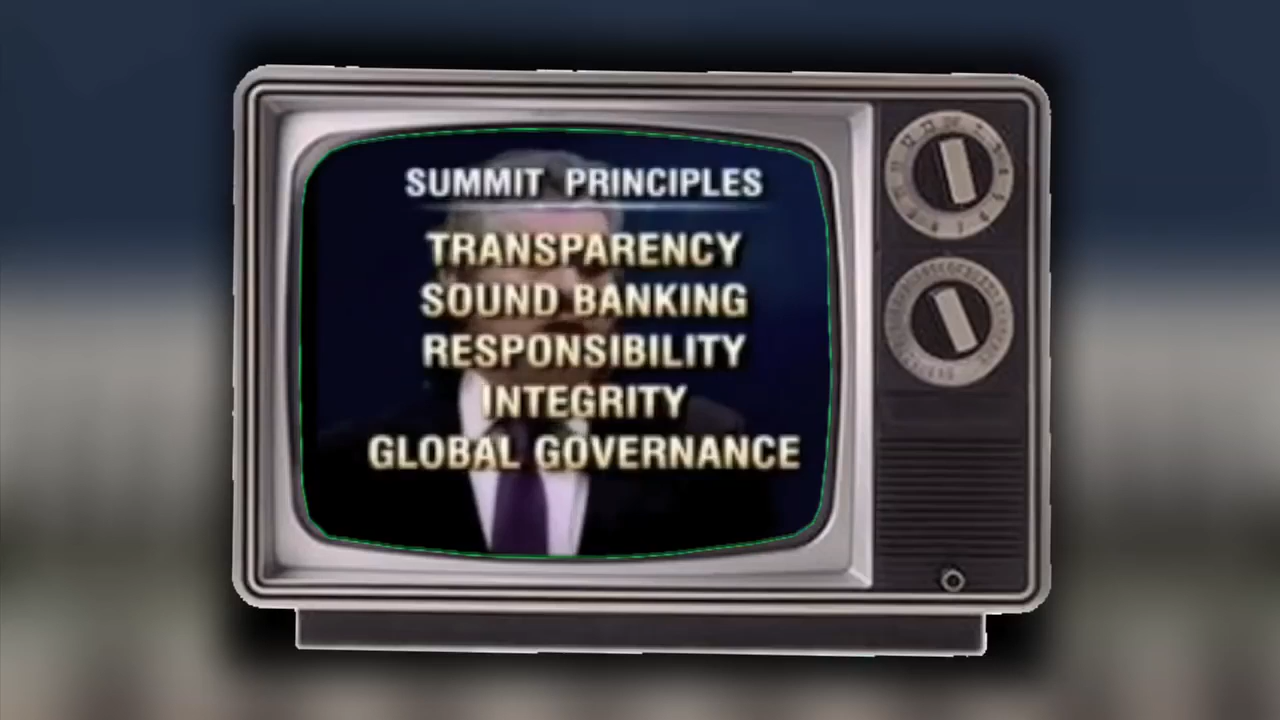 SUMMIT PRINCIPLES
TRANSPARENCY
SOUND BANKING
RESPONSIBILITY
INTEGRITY
GLOBAL GOVERNANCE